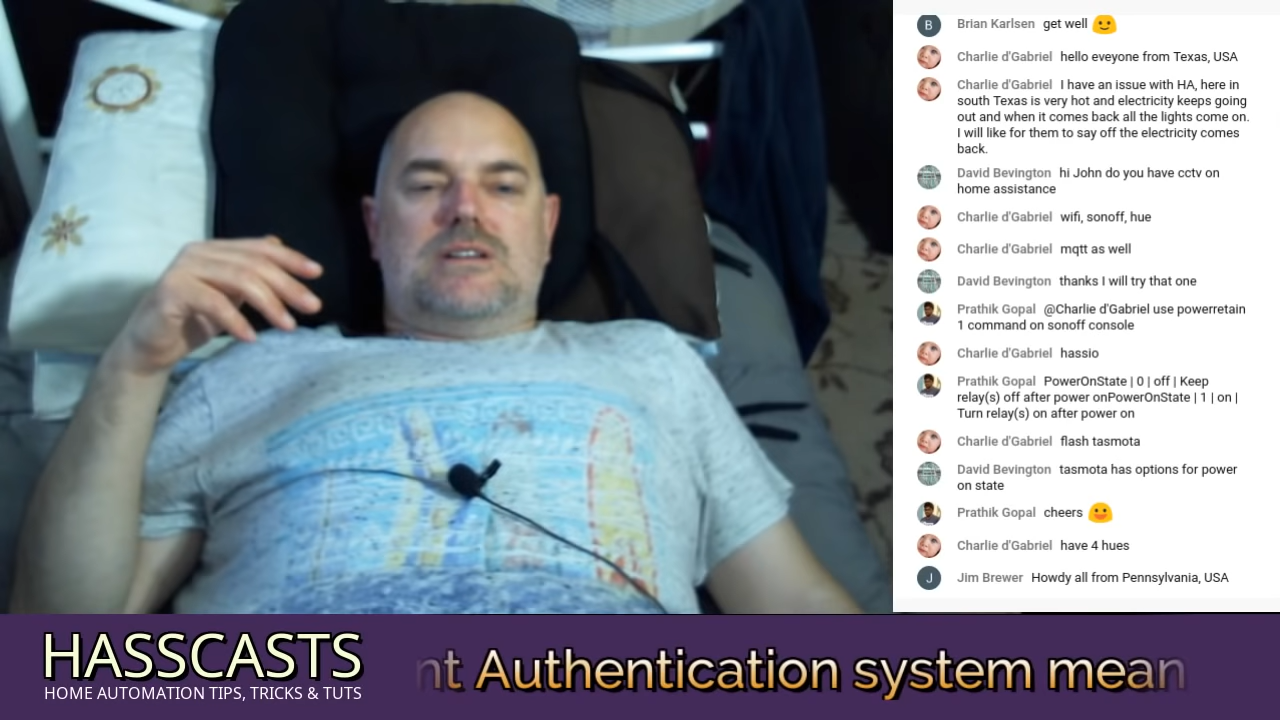 B Brian Karlsen get well
Charlie d'Gabriel hello eveyone from Texas, USA
Charlie d'Gabriel I have an issue with HA, here in
south Texas is very hot and electricity keeps going
out and when it comes back all the lights come on.
I will like for them to say off the electricity comes
back.
David Bevington hi John do you have cctv on
home assistance
Charlie d'Gabriel wifi, sonoff, hue
Charlie d'Gabriel mqtt as well
David Bevington thanks I will try that one
Prathik Gopal @Charlie d'Gabriel use powerretain
1 command on sonoff console
Charlie d'Gabriel hassio
Prathik Gopal PowerOnState | 0 | off | Keep
relay(s) off after power onPowerOnState | 1 | on |
Turn relay(s) on after power on
Charlie d'Gabriel flash tasmota
David Bevington tasmota has options for power
on state
Prathik Gopal cheers
Charlie d'Gabriel have 4 hues
J Jim Brewer Howdy all from Pennsylvania, USA
HASSCASTS
HOME AUTOMATION TIPS, TRICKS & TUTS
nt Authentication system mean